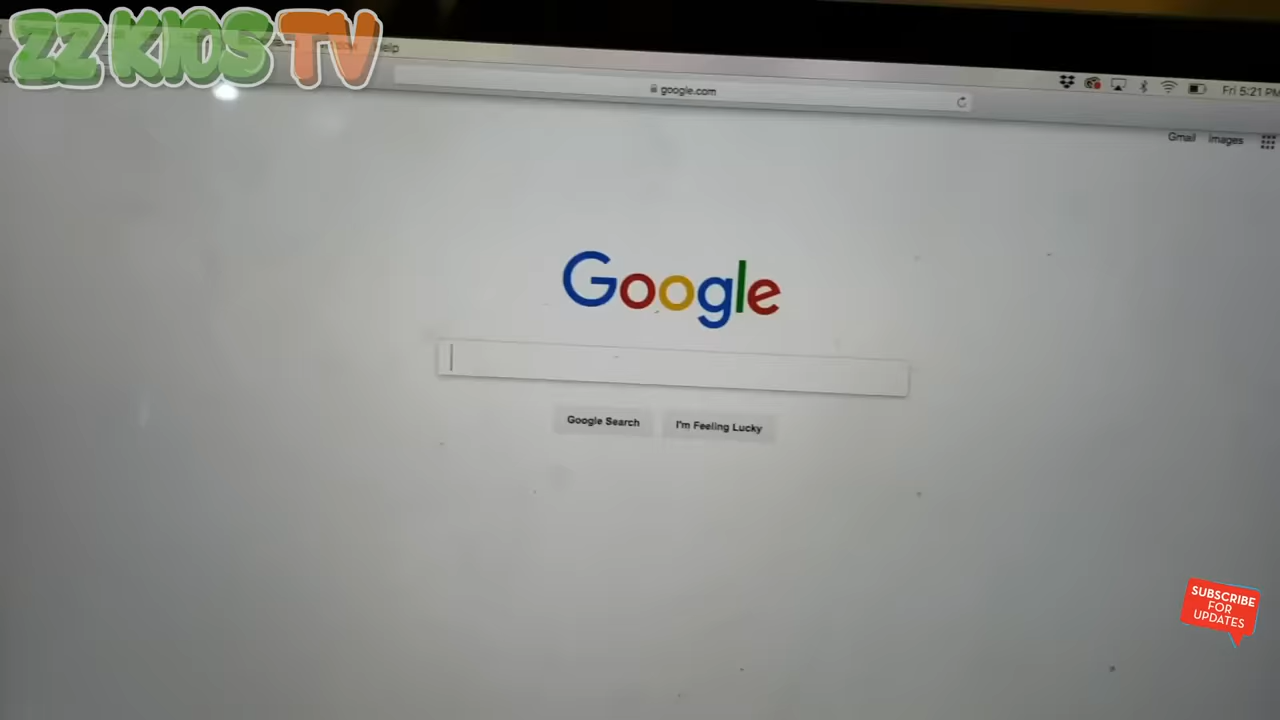 ZZ KIDS TV
Help
google.com
Fri 5:21 PM
Gmail Images
Google
Google Search I'm Feeling Lucky
SUBSCRIBE
FOR
UPDATES